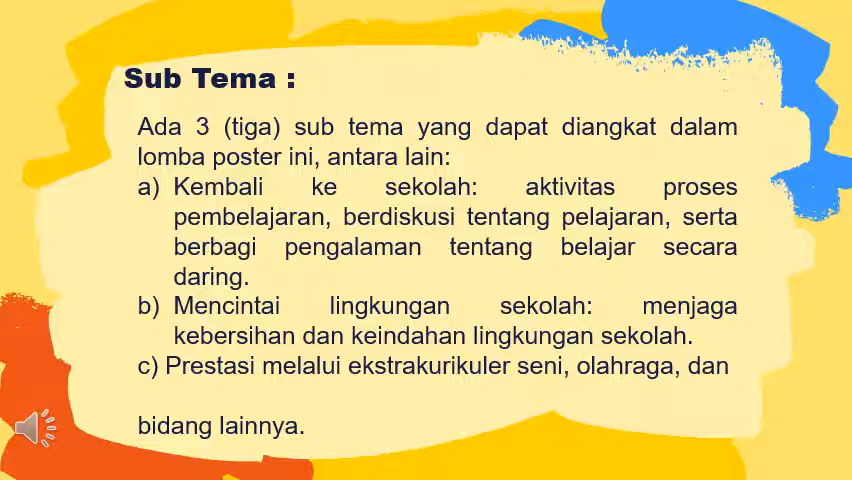 Sub Tema :
Ada 3 (tiga) sub tema yang dapat diangkat dalam
lomba poster ini, antara lain:
a) Kembali ke sekolah: aktivitas proses
pembelajaran, berdiskusi tentang pelajaran, serta
berbagi pengalaman tentang belajar secara
daring.
b) Mencintai lingkungan sekolah: menjaga
kebersihan dan keindahan lingkungan sekolah.
c) Prestasi melalui ekstrakurikuler seni, olahraga, dan
bidang lainnya.